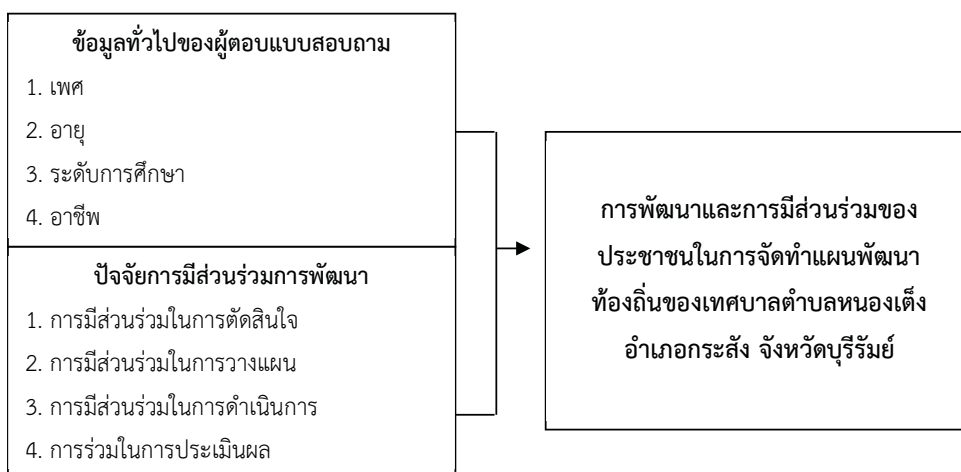 ข้อมูลทั่วไปของผู้ตอบแบบสอบถาม
1. เพศ
2. อายุ
3. ระดับการศึกษา
4. อาชีพ
ปัจจัยการมีส่วนร่วมการพัฒนา
1. การมีส่วนร่วมในการตัดสินใจ
2. การมีส่วนร่วมในการวางแผน
3. การมีส่วนร่วมในการดำเนินการ
4. การร่วมในการประเมินผล
การพัฒนาและการมีส่วนร่วมของ
ประชาชนในการจัดทำแผนพัฒนา
ท้องถิ่นของเทศบาลตำบลหนองเต็ง
อำเภอกระสัง จังหวัดบุรีรัมย์